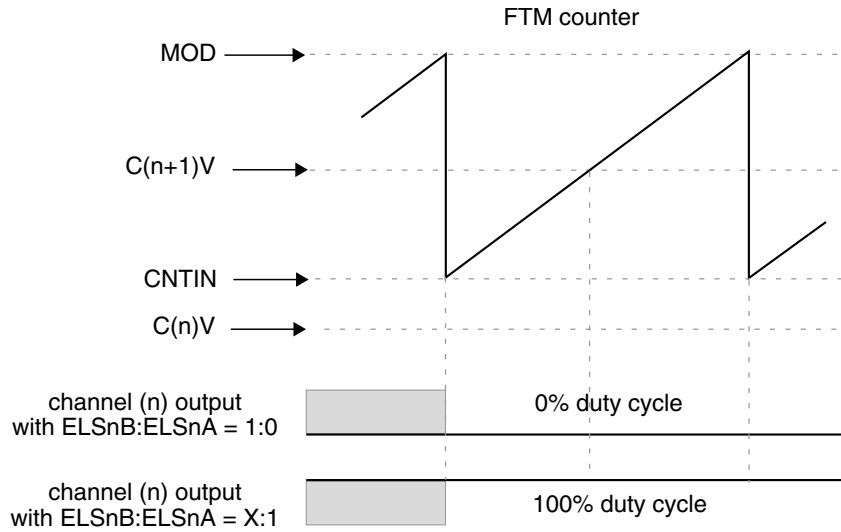 FTM counter
MOD
C(n+1)V
CNTIN
C(n)V
channel (n) output
with ELSnB:ELSnA = 1:0
0% duty cycle
channel (n) output
with ELSnB:ELSnA = X:1
100% duty cycle